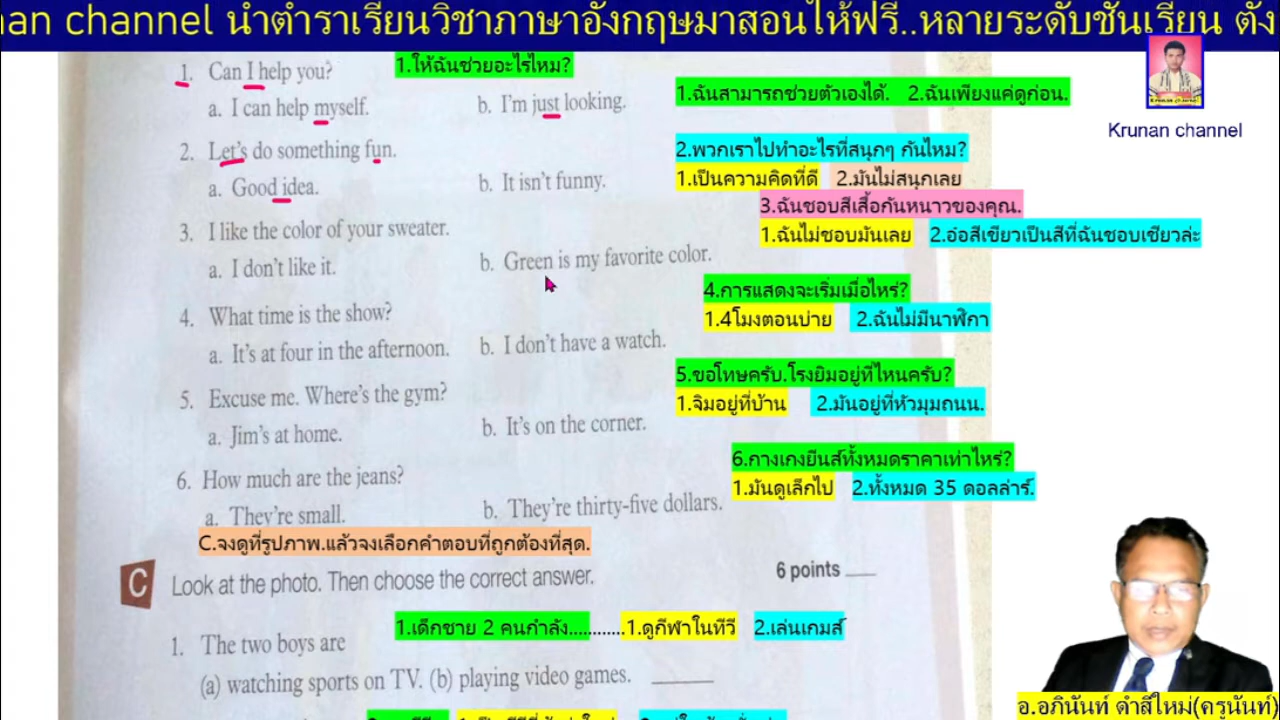 nan channel นำตำราเรียนวิชาภาษาอังกฤษมาสอนให้ฟรี..หลายระดับชั้นเรียน ตั้ง
Krunan channel
1. Can I help you? 1.ให้ฉันช่วยอะไรไหม?
a. I can help myself. b. I'm just looking. 1.ฉันสามารถช่วยตัวเองได้. 2.ฉันเพียงแค่ดูก่อน.
2. Let's do something fun. 2.พวกเราไปทำอะไรที่สนุกๆ กันไหม?
a. Good idea. b. It isn't funny. 1.เป็นความคิดที่ดี 2.มันไม่สนุกเลย
3. I like the color of your sweater. 3.ฉันชอบสีเสื้อกันหนาวของคุณ.
a. I don't like it. b. Green is my favorite color. 1.ฉันไม่ชอบมันเลย 2.อ๋อสีเขียวเป็นสีที่ฉันชอบเชียวล่ะ
4. What time is the show? 4.การแสดงจะเริ่มเมื่อไหร่?
a. It's at four in the afternoon. b. I don't have a watch. 1.4โมงตอนบ่าย 2.ฉันไม่มีนาฬิกา
5. Excuse me. Where's the gym? 5.ขอโทษครับ.โรงยิมอยู่ที่ไหนครับ?
a. Jim's at home. b. It's on the corner. 1.จิมอยู่ที่บ้าน 2.มันอยู่ที่หัวมุมถนน.
6. How much are the jeans? 6.กางเกงยีนส์ทั้งหมดราคาเท่าไหร่?
a. They're small. b. They're thirty-five dollars. 1.มันดูเล็กไป 2.ทั้งหมด 35 ดอลล่าร์.
C.จงดูที่รูปภาพ.แล้วจงเลือกคำตอบที่ถูกต้องที่สุด.
C Look at the photo. Then choose the correct answer. 6 points ___
1. The two boys are 1.เด็กชาย 2 คนกำลัง............1.ดูกีฬาในทีวี 2.เล่นเกมส์
(a) watching sports on TV. (b) playing video games. ______
อ.อภินันท์ ดำสีใหม่(ครูนันท์)